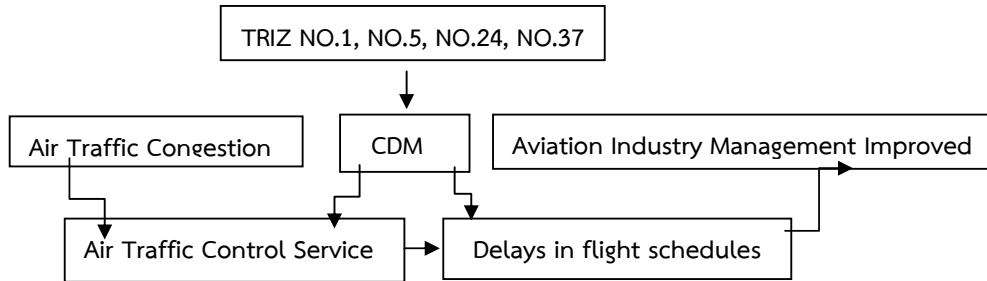 TRIZ NO.1, NO.5, NO.24, NO.37
Air Traffic Congestion
CDM
Aviation Industry Management Improved
Air Traffic Control Service
Delays in flight schedules